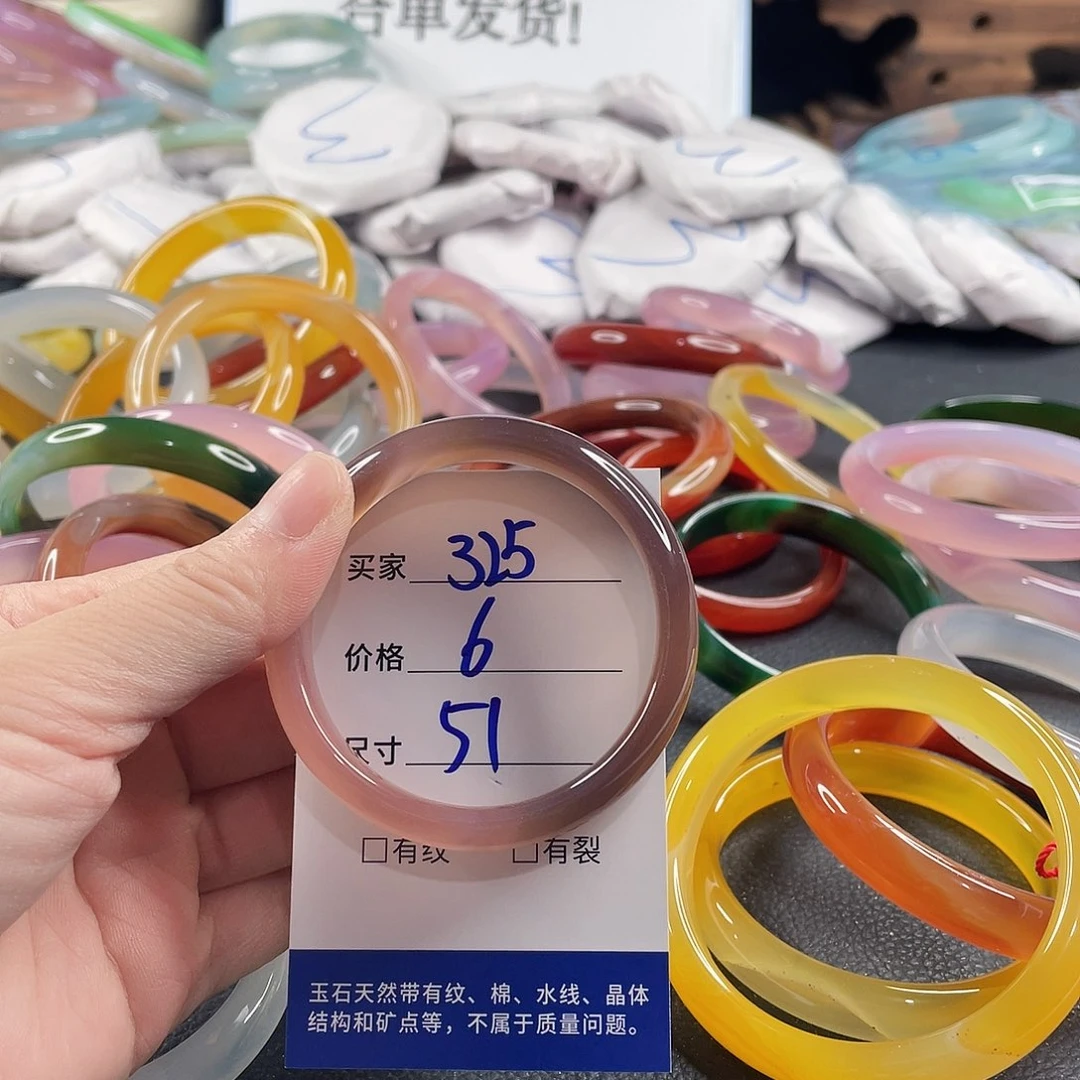 合单发货!
买家 325
价格 6
尺寸 51
□有纹 □有裂
玉石天然带有纹、棉、水线、晶体
结构和矿点等，不属于质量问题。